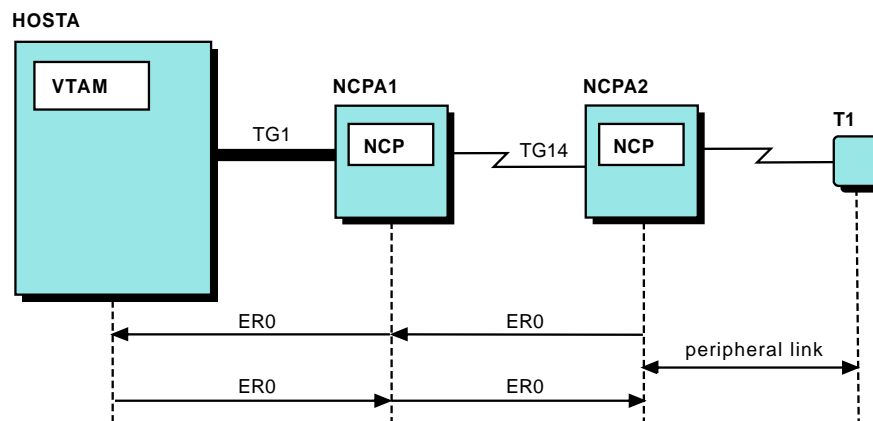 HOSTA
VTAM
NCPA1
NCPA2
T1
TG1
NCP
TG14
NCP
ER0
ER0
peripheral link
ER0
ER0